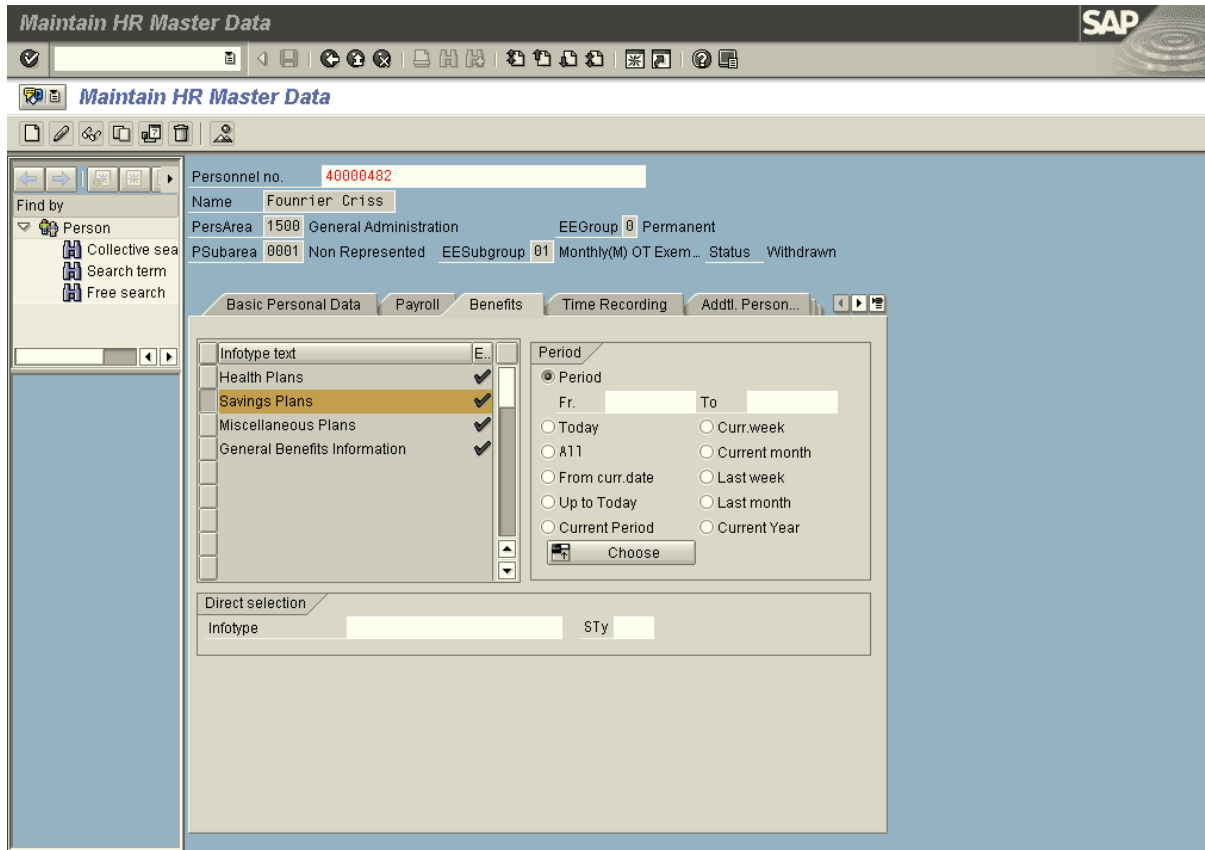 Maintain HR Master Data
SAP
Maintain HR Master Data
Find by
Person
Collective sea
Search term
Free search
Personnel no. 40000482
Name Founrier Criss
PersArea 1500 General Administration EEGroup 0 Permanent
PSubarea 0001 Non Represented EESubgroup 01 Monthly(M) OT Exem... Status Withdrawn
Basic Personal Data Payroll Benefits Time Recording Addtl. Person...
Infotype text E..
Health Plans
Savings Plans
Miscellaneous Plans
General Benefits Information
Period
Period
Fr. To
Today Curr.week
All Current month
From curr.date Last week
Up to Today Last month
Current Period Current Year
Choose
Direct selection
Infotype STy